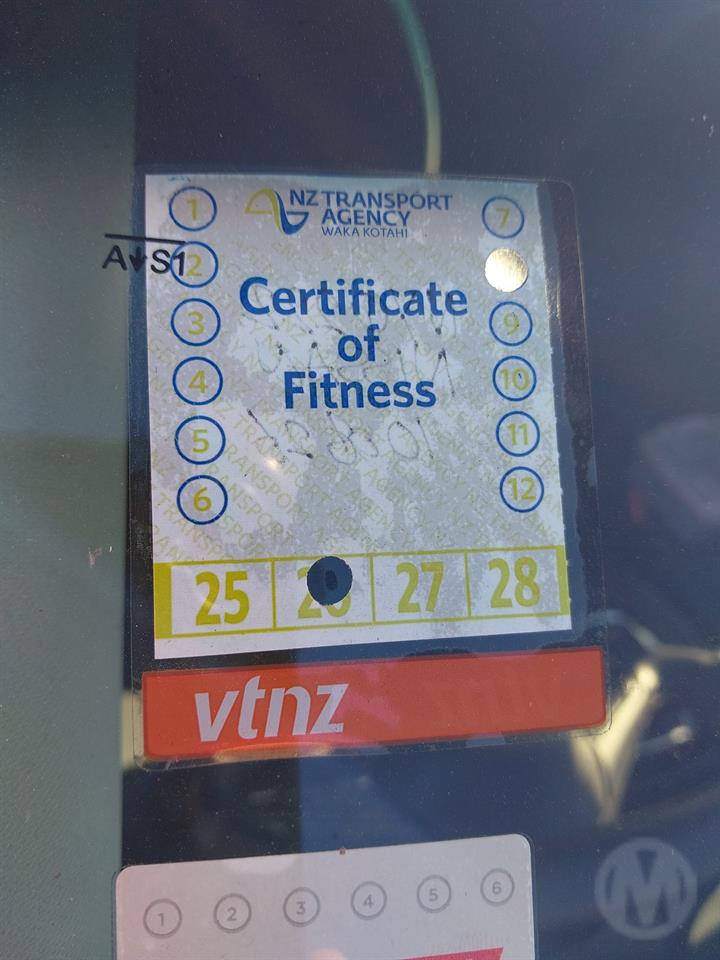 NZ TRANSPORT
AGENCY
WAKA KOTAHI
1
7
A↓S1
2
Certificate
of
Fitness
3
9
4
10
5
11
6
12
25 26 27 28
vtnz
1 2 3 4 5 6
M